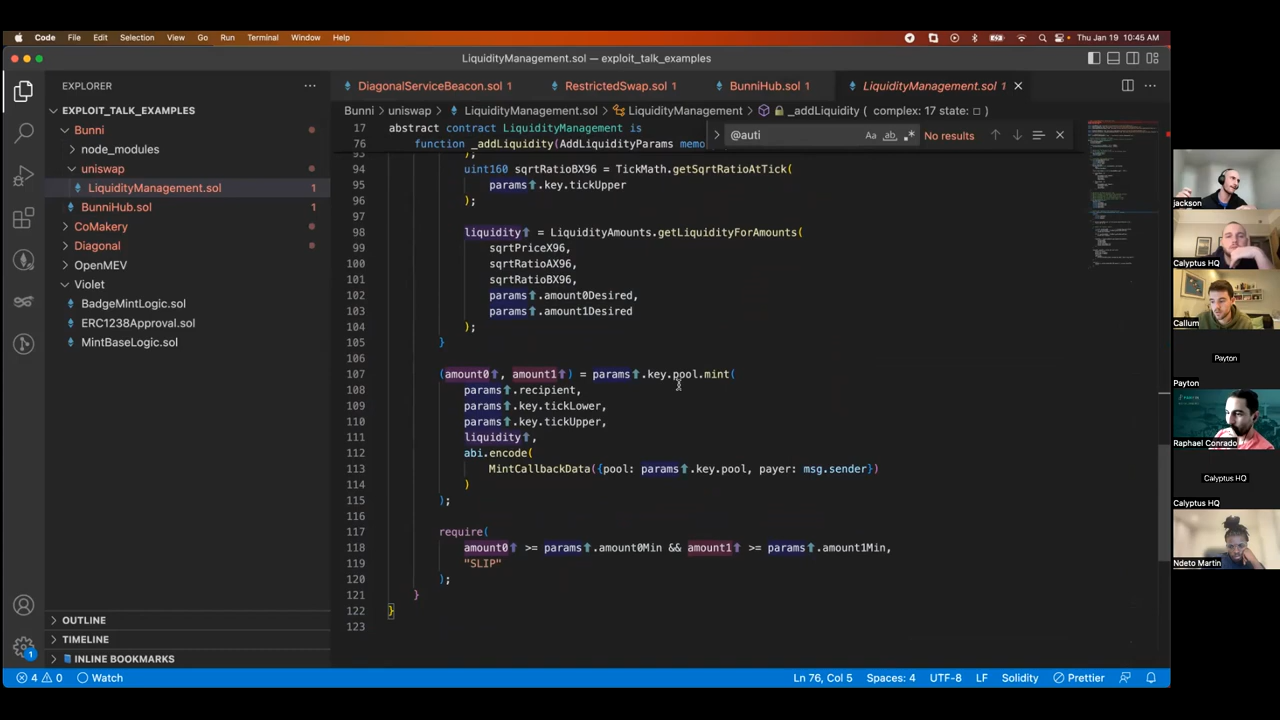 Code File Edit Selection View Go Run Terminal Window Help Thu Jan 19 10:45 AM
LiquidityManagement.sol — exploit_talk_examples
EXPLORER
DiagonalServiceBeacon.sol 1 RestrictedSwap.sol 1 BunniHub.sol 1 LiquidityManagement.sol 1
EXPLOIT_TALK_EXAMPLES
Bunni
node_modules
uniswap
LiquidityManagement.sol 1
BunniHub.sol 1
CoMakery
Diagonal
OpenMEV
Violet
BadgeMintLogic.sol
ERC1238Approval.sol
MintBaseLogic.sol
OUTLINE
TIMELINE
INLINE BOOKMARKS
Bunni > uniswap > LiquidityManagement.sol > LiquidityManagement > _addLiquidity ( complex: 17 state: □ )
@auti Aa ab No results
17 abstract contract LiquidityManagement is
76 function _addLiquidity(AddLiquidityParams memo
93 );
94 uint160 sqrtRatioBX96 = TickMath.getSqrtRatioAtTick(
95 params.key.tickUpper
96 );
97
98 liquidity = LiquidityAmounts.getLiquidityForAmounts(
99 sqrtPriceX96,
100 sqrtRatioAX96,
101 sqrtRatioBX96,
102 params.amount0Desired,
103 params.amount1Desired
104 );
105 }
106
107 (amount0, amount1) = params.key.pool.mint(
108 params.recipient,
109 params.key.tickLower,
110 params.key.tickUpper,
111 liquidity,
112 abi.encode(
113 MintCallbackData({pool: params.key.pool, payer: msg.sender})
114 )
115 );
116
117 require(
118 amount0 >= params.amount0Min && amount1 >= params.amount1Min,
119 "SLIP"
120 );
121 }
122 }
123
4 0 Watch Ln 76, Col 5 Spaces: 4 UTF-8 LF Solidity Prettier
1
jackson
Calyptus HQ
Callum
Payton
Payton
Raphael Conrado
Calyptus HQ
Calyptus HQ
Ndeto Martin